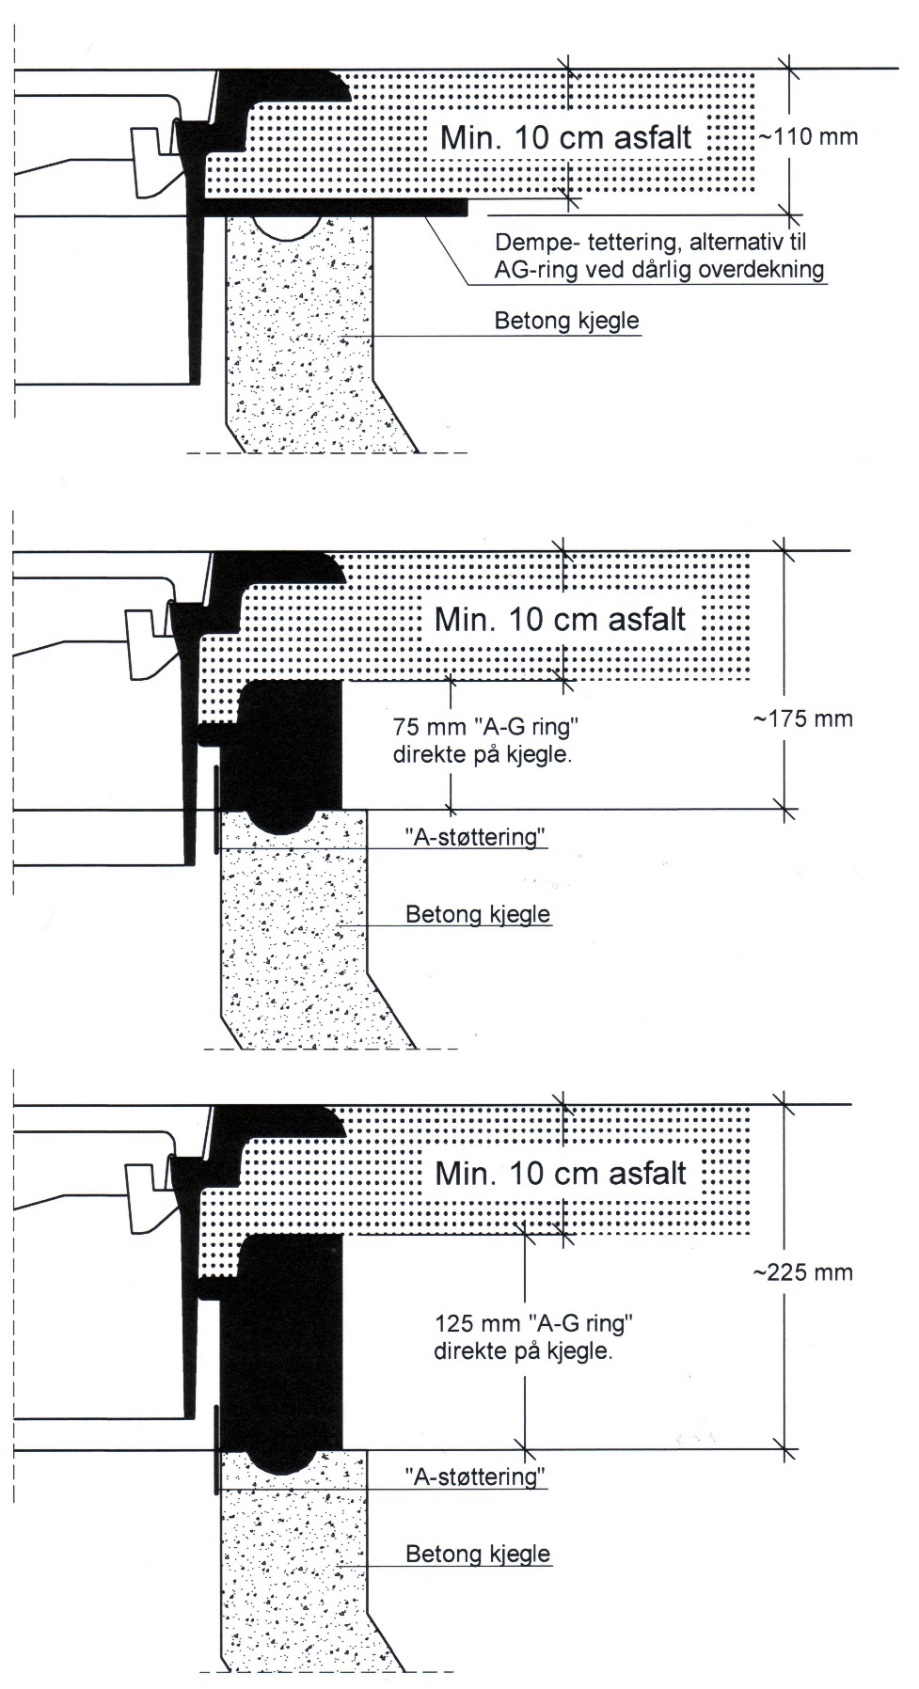 Min. 10 cm asfalt
~110 mm
Dempe- tettering, alternativ til
AG-ring ved dårlig overdekning
Betong kjegle
Min. 10 cm asfalt
~175 mm
75 mm "A-G ring"
direkte på kjegle.
"A-støttering"
Betong kjegle
Min. 10 cm asfalt
~225 mm
125 mm "A-G ring"
direkte på kjegle.
"A-støttering"
Betong kjegle